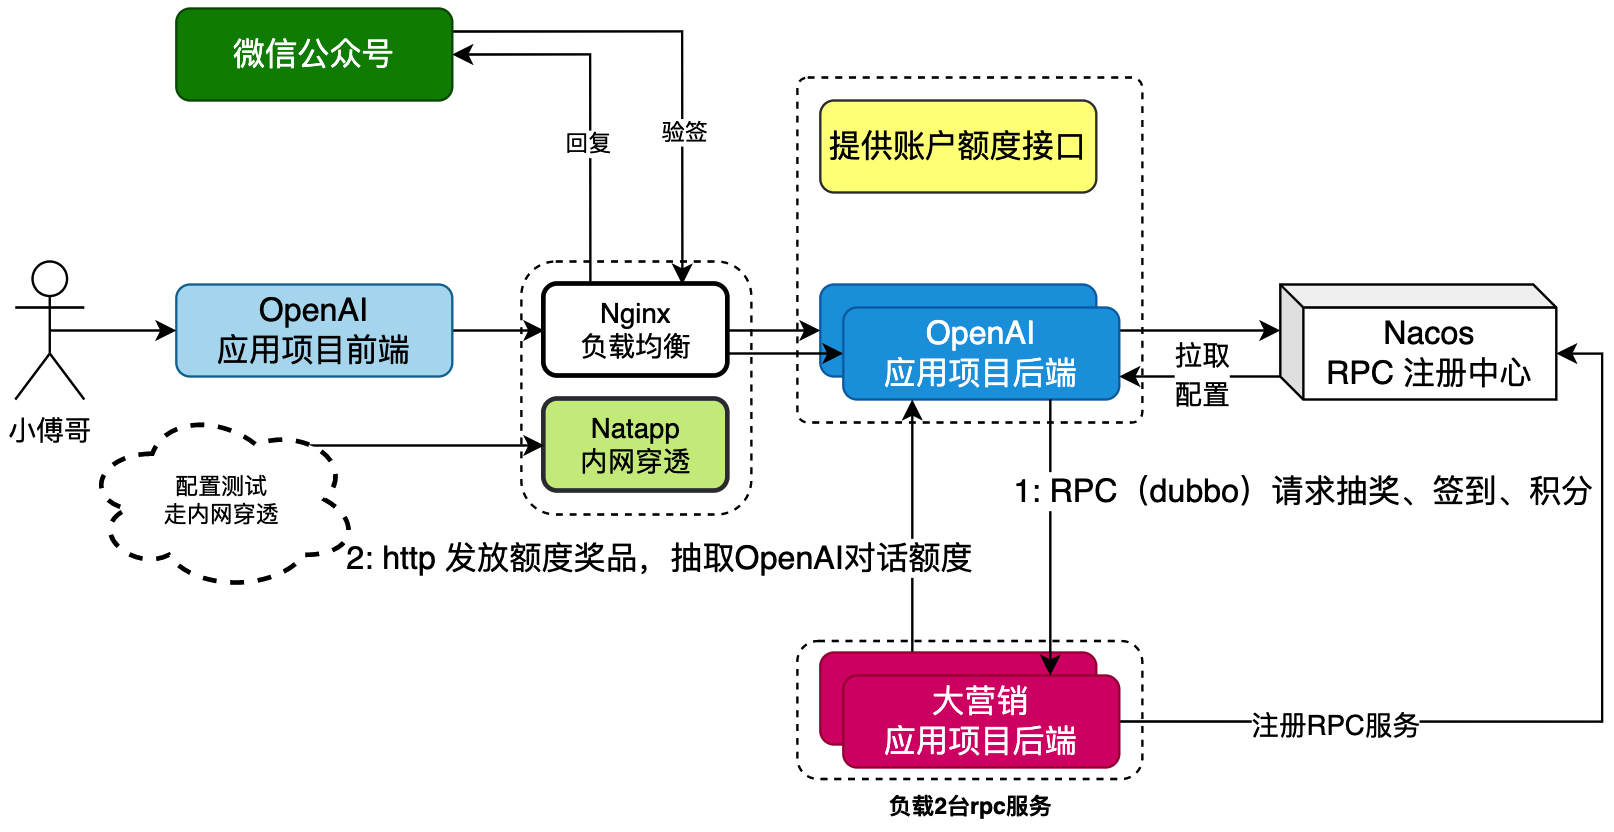 微信公众号
回复
验签
提供账户额度接口
小傅哥
OpenAI
应用项目前端
Nginx
负载均衡
Natapp
内网穿透
配置测试
走内网穿透
OpenAI
应用项目后端
拉取
配置
Nacos
RPC 注册中心
1: RPC（dubbo）请求抽奖、签到、积分
2: http 发放额度奖品，抽取OpenAI对话额度
大营销
应用项目后端
注册RPC服务
负载2台rpc服务